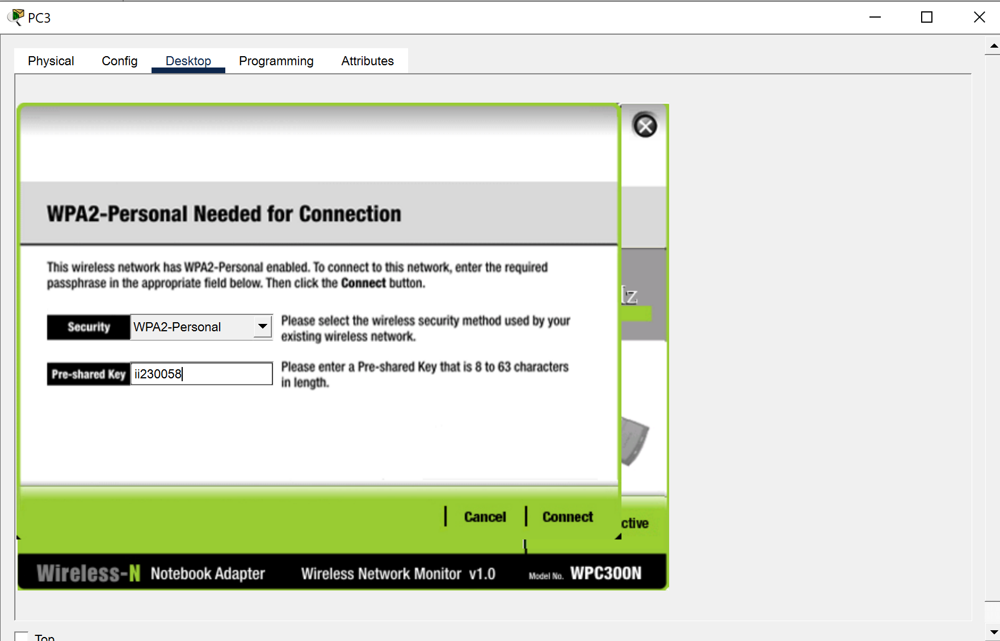 PC3
Physical Config Desktop Programming Attributes
WPA2-Personal Needed for Connection
This wireless network has WPA2-Personal enabled. To connect to this network, enter the required
passphrase in the appropriate field below. Then click the Connect button.
Security WPA2-Personal
Please select the wireless security method used by your
existing wireless network.
Pre-shared Key ii230058
Please enter a Pre-shared Key that is 8 to 63 characters
in length.
Cancel Connect
ctive
Wireless-N Notebook Adapter Wireless Network Monitor v1.0 Model No. WPC300N
Top